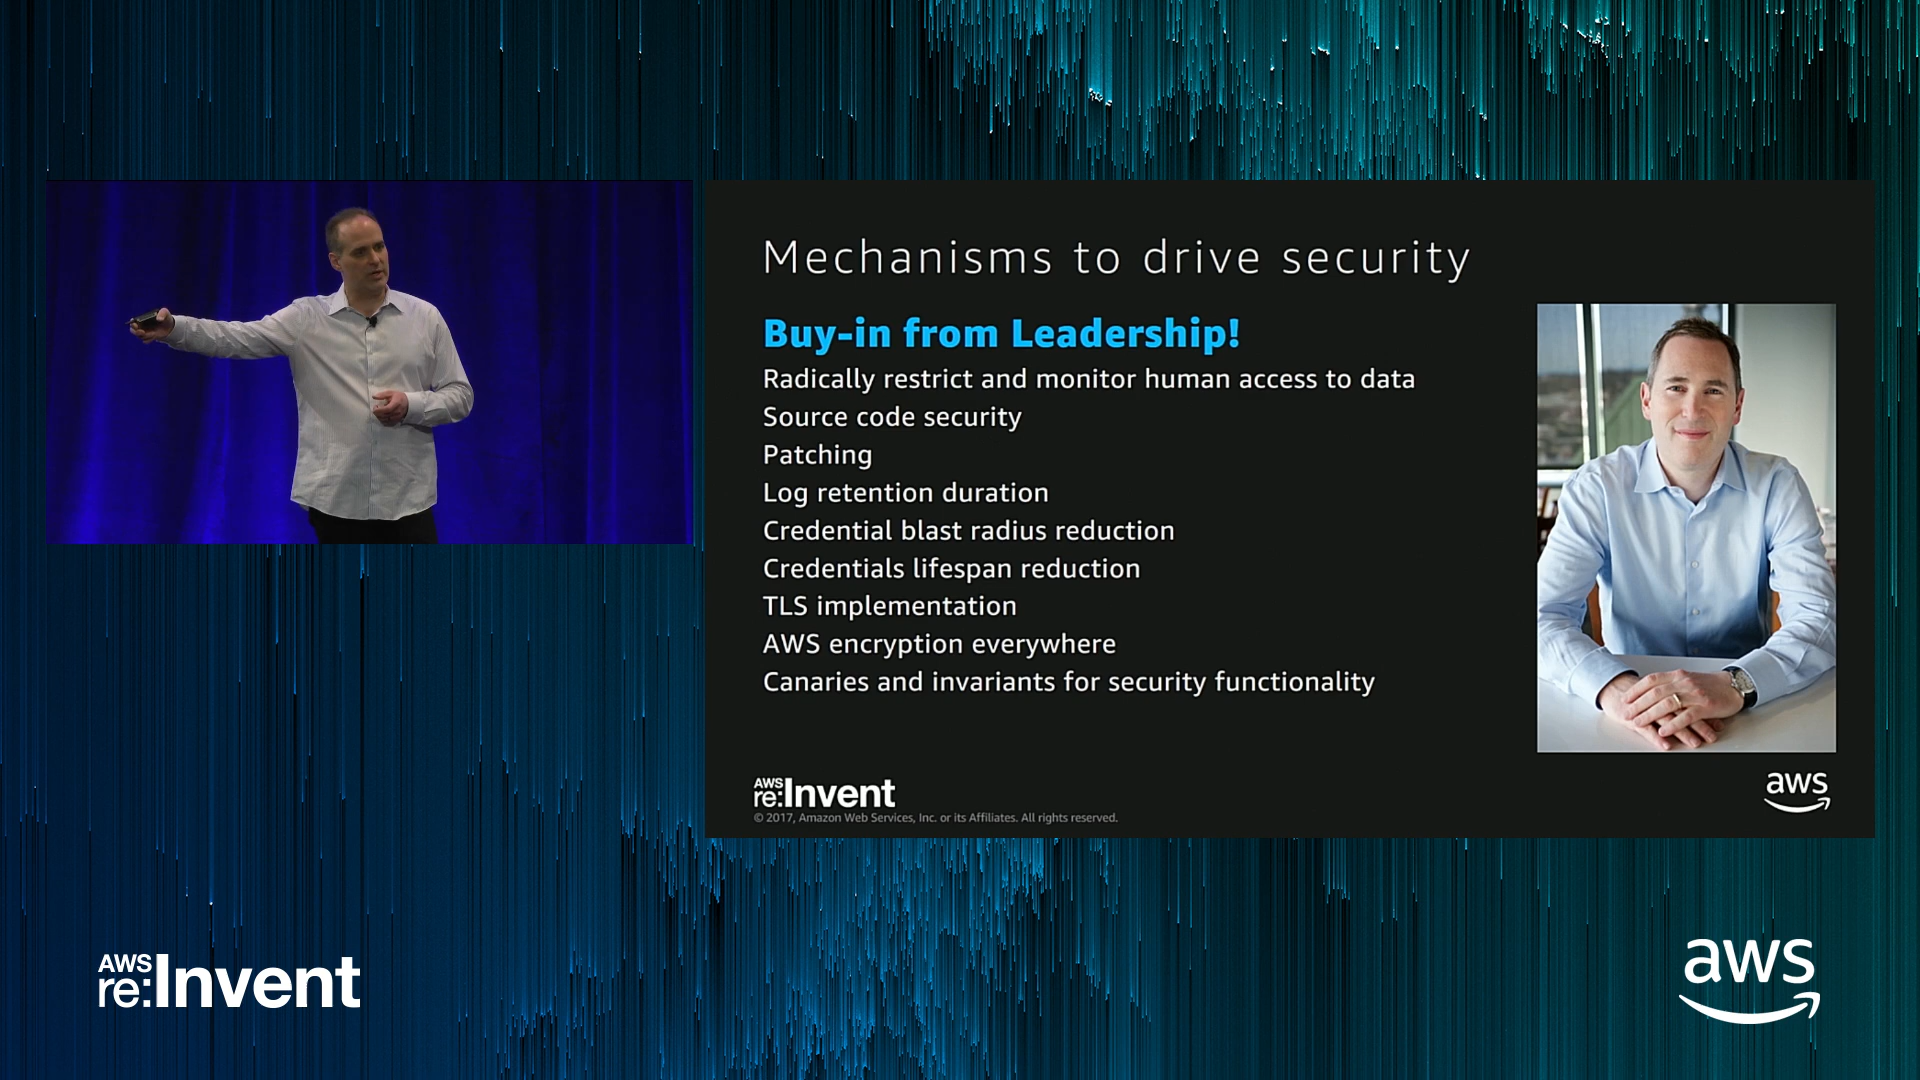 Mechanisms to drive security
Buy-in from Leadership!
Radically restrict and monitor human access to data
Source code security
Patching
Log retention duration
Credential blast radius reduction
Credentials lifespan reduction
TLS implementation
AWS encryption everywhere
Canaries and invariants for security functionality
AWS
re:Invent
© 2017, Amazon Web Services, Inc. or its Affiliates. All rights reserved.
aws
AWS
re:Invent
aws